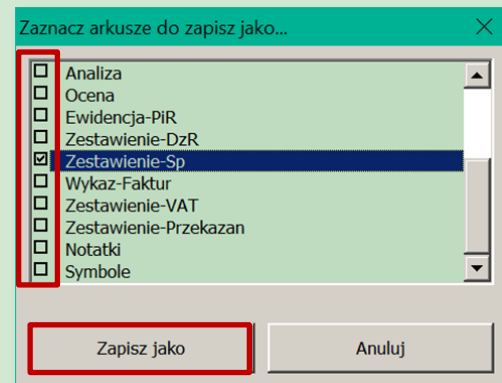 Zaznacz arkusze do zapisz jako...
Analiza
Ocena
Ewidencja-PiR
Zestawienie-DzR
Zestawienie-Sp
Wykaz-Faktur
Zestawienie-VAT
Zestawienie-Przekazan
Notatki
Symbole
Zapisz jako
Anuluj